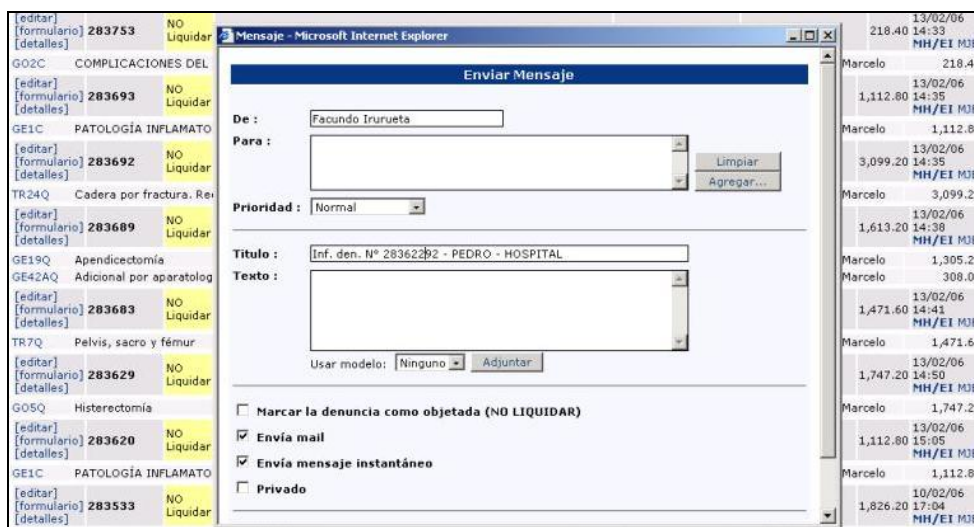 [editar]
[formulario] 283753
[detalles]
NO
Liquidar
13/02/06
218.40 14:33
MH/EI MJ
GO2C COMPLICACIONES DEL
Marcelo 218.4
[editar]
[formulario] 283693
[detalles]
NO
Liquidar
13/02/06
1,112.80 14:35
MH/EI MJ
GE1C PATOLOGÍA INFLAMATO
Marcelo 1,112.8
[editar]
[formulario] 283692
[detalles]
NO
Liquidar
13/02/06
3,099.20 14:35
MH/EI MJ
TR24Q Cadera por fractura. Re
Marcelo 3,099.2
[editar]
[formulario] 283689
[detalles]
NO
Liquidar
13/02/06
1,613.20 14:38
MH/EI MJ
GE19Q Apendicectomía
Marcelo 1,305.2
GE42AQ Adicional por aparatolog
Marcelo 308.0
[editar]
[formulario] 283683
[detalles]
NO
Liquidar
13/02/06
1,471.60 14:41
MH/EI MJ
TR7Q Pelvis, sacro y fémur
Marcelo 1,471.6
[editar]
[formulario] 283629
[detalles]
NO
Liquidar
13/02/06
1,747.20 14:50
MH/EI MJ
GO5Q Histerectomía
Marcelo 1,747.2
[editar]
[formulario] 283620
[detalles]
NO
Liquidar
13/02/06
1,112.80 15:05
MH/EI MJ
GE1C PATOLOGÍA INFLAMATO
Marcelo 1,112.8
[editar]
[formulario] 283533
[detalles]
NO
Liquidar
10/02/06
1,826.20 17:04
MH/EI MJ
Mensaje - Microsoft Internet Explorer
Enviar Mensaje
De : Facundo Irurueta
Para :
Limpiar
Agregar...
Prioridad : Normal
Titulo : Inf. den. Nº 28362292 - PEDRO - HOSPITAL
Texto :
Usar modelo: Ninguno Adjuntar
Marcar la denuncia como objetada (NO LIQUIDAR)
Envía mail
Envía mensaje instantáneo
Privado